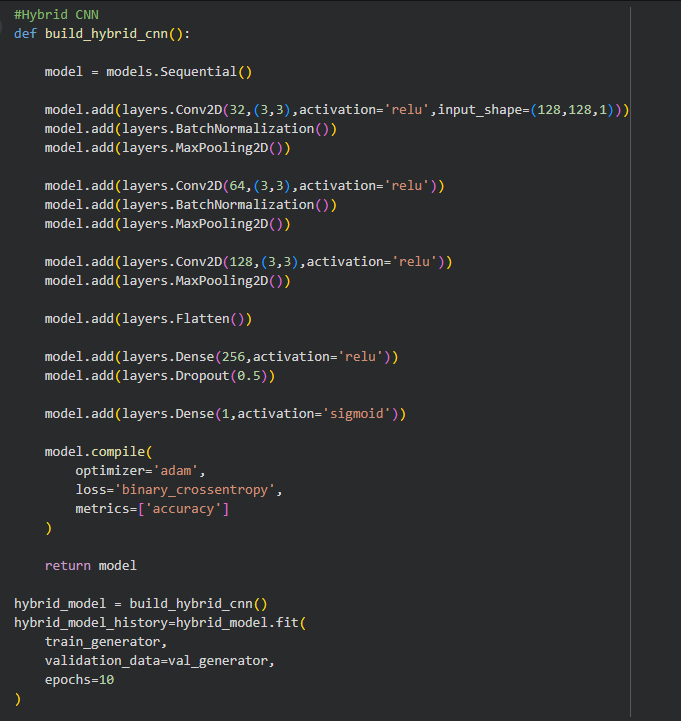 #Hybrid CNN
def build_hybrid_cnn():
model = models.Sequential()
model.add(layers.Conv2D(32,(3,3),activation='relu',input_shape=(128,128,1)))
model.add(layers.BatchNormalization())
model.add(layers.MaxPooling2D())
model.add(layers.Conv2D(64,(3,3),activation='relu'))
model.add(layers.BatchNormalization())
model.add(layers.MaxPooling2D())
model.add(layers.Conv2D(128,(3,3),activation='relu'))
model.add(layers.MaxPooling2D())
model.add(layers.Flatten())
model.add(layers.Dense(256,activation='relu'))
model.add(layers.Dropout(0.5))
model.add(layers.Dense(1,activation='sigmoid'))
model.compile(
optimizer='adam',
loss='binary_crossentropy',
metrics=['accuracy']
)
return model
hybrid_model = build_hybrid_cnn()
hybrid_model_history=hybrid_model.fit(
train_generator,
validation_data=val_generator,
epochs=10
)